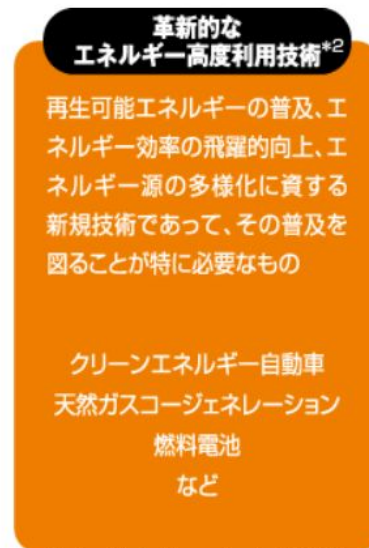 革新的な
エネルギー高度利用技術*2
再生可能エネルギーの普及、エ
ネルギー効率の飛躍的向上、エ
ネルギー源の多様化に資する
新規技術であって、その普及を
図ることが特に必要なもの
クリーンエネルギー自動車
天然ガスコージェネレーション
燃料電池
など